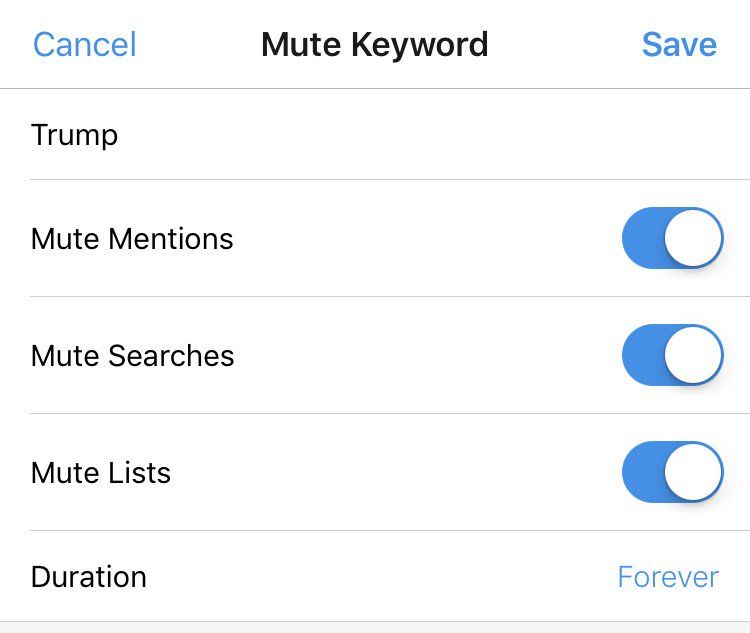 Cancel Mute Keyword Save
Trump
Mute Mentions
Mute Searches
Mute Lists
Duration Forever